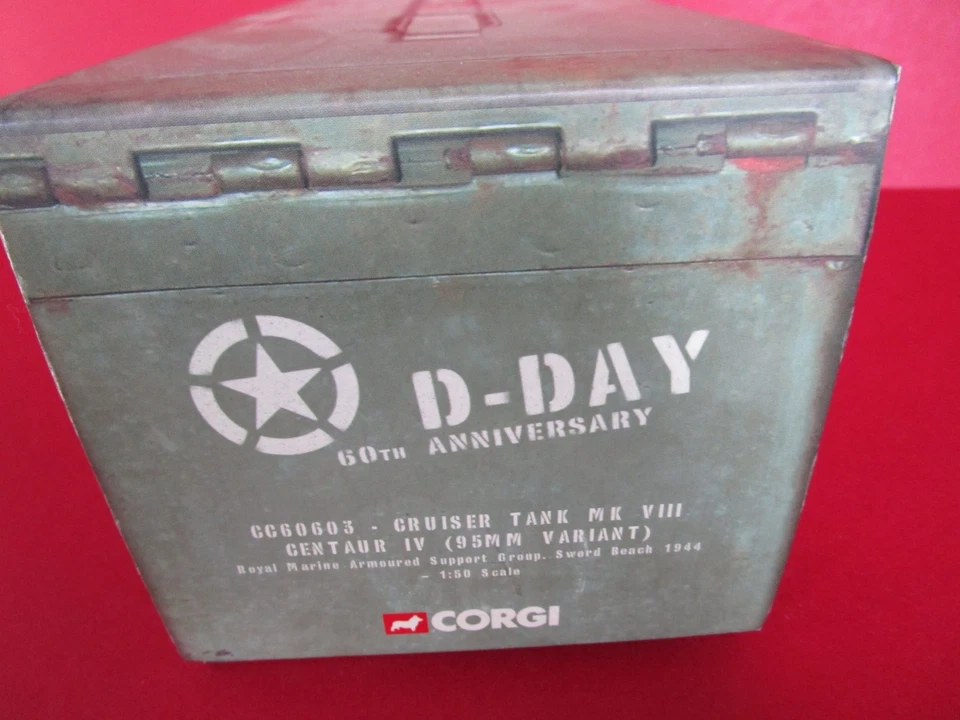 D-DAY
60TH ANNIVERSARY
CC60603 - CRUISER TANK MK VIII
CENTAUR IV (95MM VARIANT)
Royal Marine Armoured Support Group. Sword Beach 1944
- 1:50 Scale
CORGI